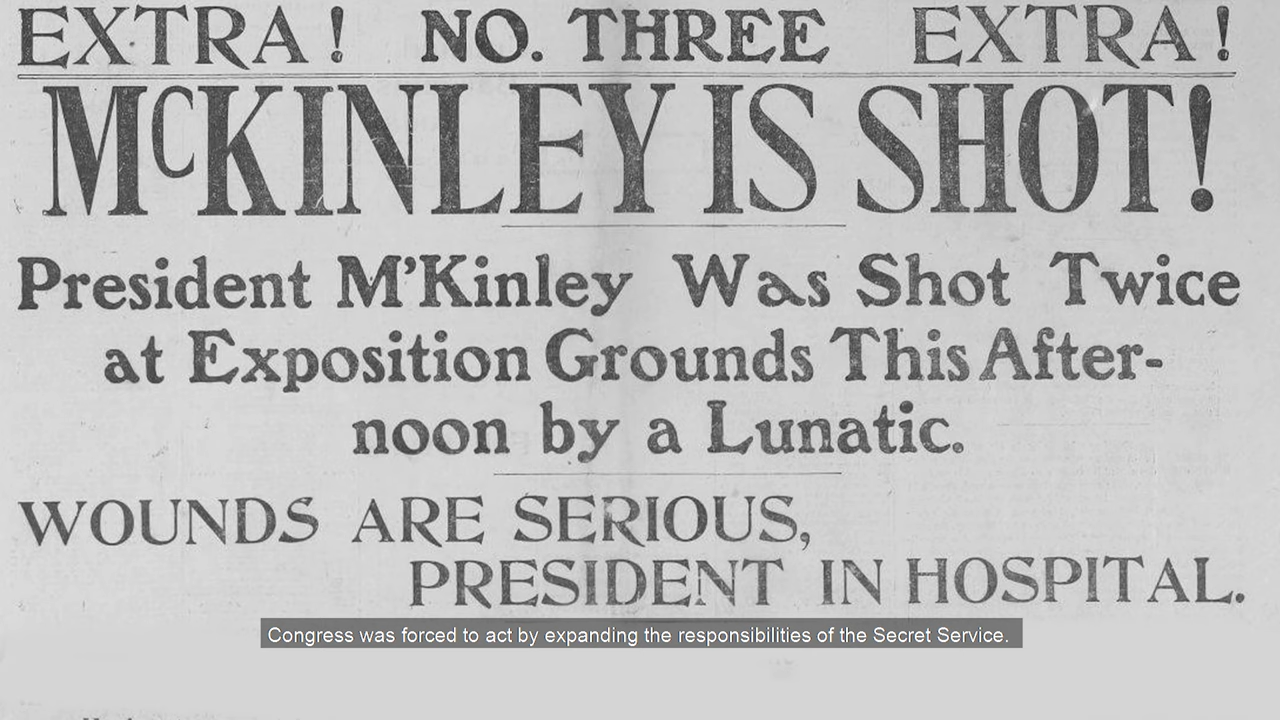 EXTRA! NO. THREE EXTRA!
McKINLEY IS SHOT!
President M'Kinley Was Shot Twice
at Exposition Grounds This After-
noon by a Lunatic.
WOUNDS ARE SERIOUS,
PRESIDENT IN HOSPITAL.
Congress was forced to act by expanding the responsibilities of the Secret Service.